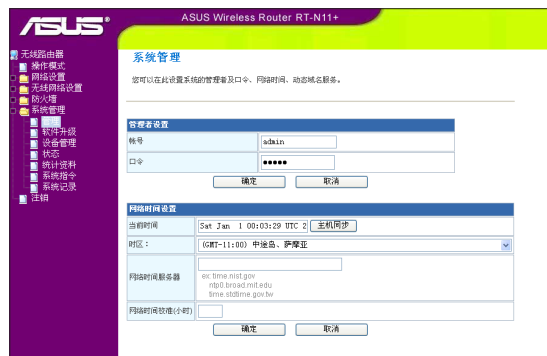 ASUS Wireless Router RT-N11+
ASUS
无线路由器
操作模式
网络设置
无线网络设置
防火墙
系统管理
管理
软件升级
设备管理
状态
统计资料
系统指令
系统记录
注销
系统管理
您可以在此设置系统的管理者及口令、网络时间、动态域名服务。
管理者设置
帐号 admin
口令 ●●●●●
确定 取消
网络时间设置
当前时间 Sat Jan 1 00:03:29 UTC 2 主机同步
时区： (GMT-11:00) 中途岛、萨摩亚
网络时间服务器
ex: time.nist.gov
ntp0.broad.mit.edu
time.stdtime.gov.tw
网络时间校准(小时)
确定 取消